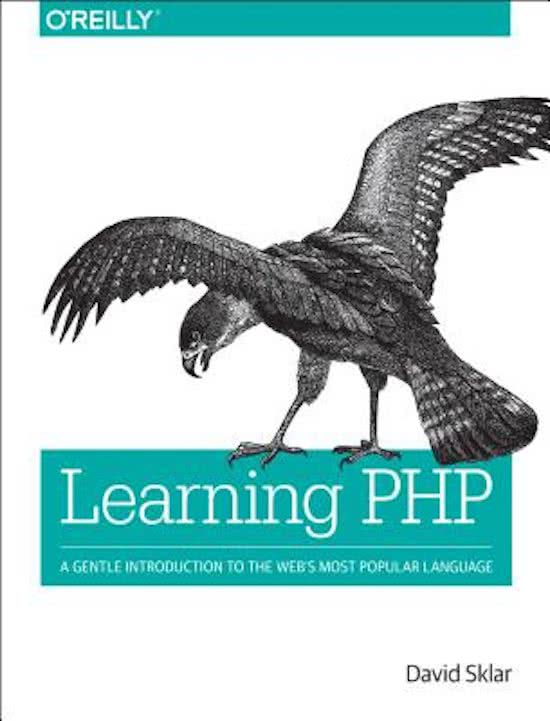 O'REILLY®
Learning PHP
A GENTLE INTRODUCTION TO THE WEB'S MOST POPULAR LANGUAGE
David Sklar